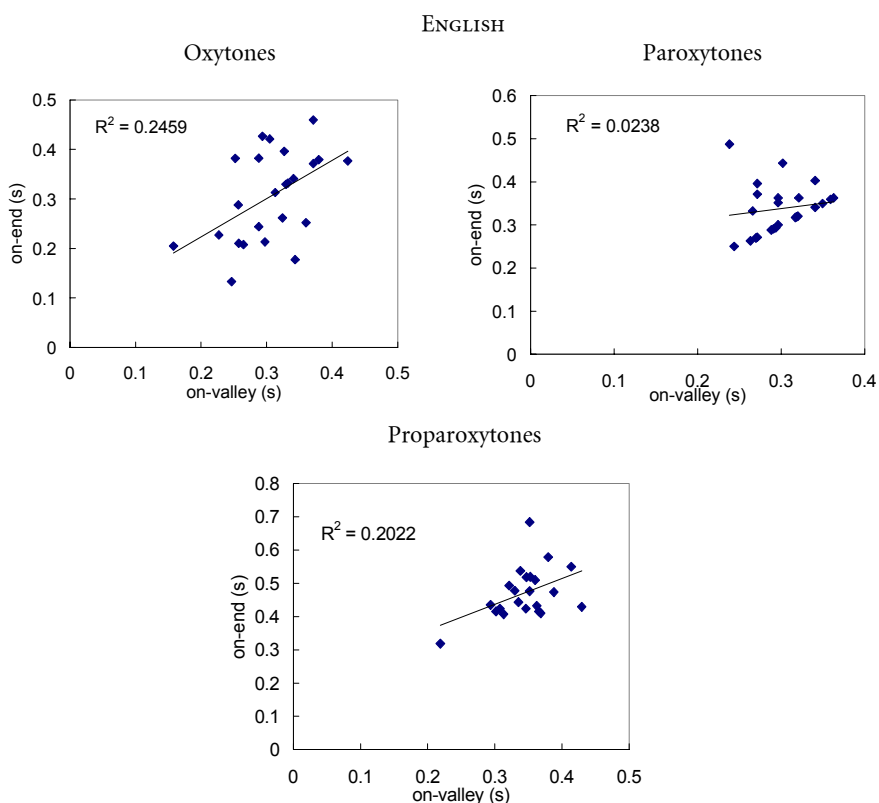 ENGLISH
Oxytones
Paroxytones
R² = 0.2459
on-end (s)
0.5
0.4
0.3
0.2
0.1
0
0 0.1 0.2 0.3 0.4 0.5
on-valley (s)
R² = 0.0238
on-end (s)
0.6
0.5
0.4
0.3
0.2
0.1
0
0 0.1 0.2 0.3 0.4
on-valley (s)
Proparoxytones
R² = 0.2022
on-end (s)
0.8
0.7
0.6
0.5
0.4
0.3
0.2
0.1
0
0 0.1 0.2 0.3 0.4 0.5
on-valley (s)